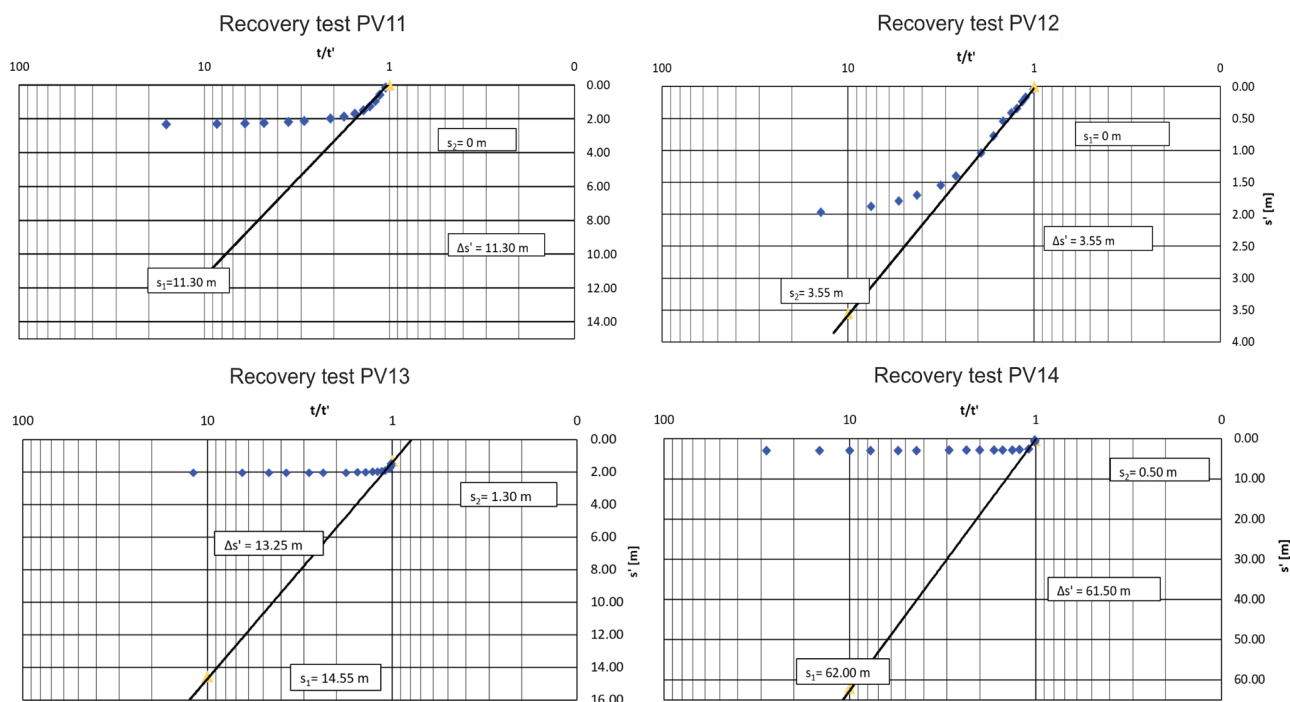 Recovery test PV11
t/t'
100 10 1 0
0.00
2.00
4.00
6.00
8.00
10.00
12.00
14.00
s₂= 0 m
Δs' = 11.30 m
s₁=11.30 m
Recovery test PV12
t/t'
100 10 1 0
0.00
0.50
1.00
1.50
2.00
2.50
3.00
3.50
4.00
s' [m]
s₁= 0 m
Δs' = 3.55 m
s₂= 3.55 m
Recovery test PV13
t/t'
100 10 1 0
0.00
2.00
4.00
6.00
8.00
10.00
12.00
14.00
16.00
s' [m]
s₂= 1.30 m
Δs' = 13.25 m
s₁= 14.55 m
Recovery test PV14
t/t'
100 10 1 0
0.00
10.00
20.00
30.00
40.00
50.00
60.00
s' [m]
s₂= 0.50 m
Δs' = 61.50 m
s₁= 62.00 m